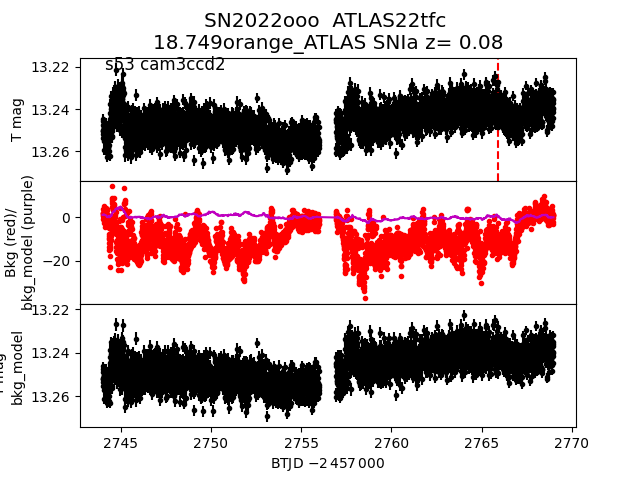 SN2022ooo ATLAS22tfc
18.749orange_ATLAS SNIa z= 0.08
s53 cam3ccd2
13.22
13.24
13.26
T mag
0
−20
Bkg (red)/
bkg_model (purple)
13.22
13.24
13.26
mag
bkg_model
2745 2750 2755 2760 2765 2770
BTJD −2 457 000